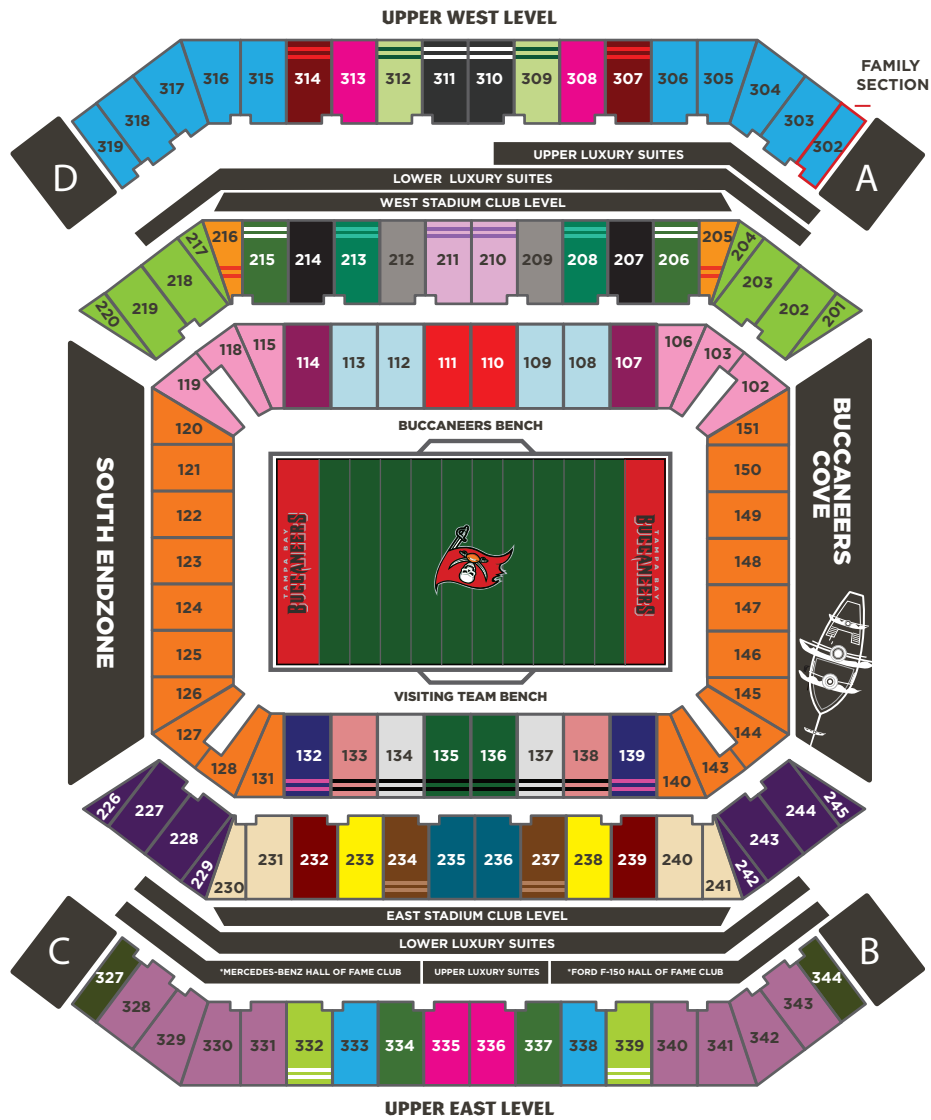 UPPER WEST LEVEL
316 315 314 313 312 311 310 309 308 307 306 305
317 304
318 303
319 302
FAMILY
SECTION
D
A
UPPER LUXURY SUITES
LOWER LUXURY SUITES
WEST STADIUM CLUB LEVEL
220 219 218 217 216 215 214 213 212 211 210 209 208 207 206 205 204 203 202 201
119 118 115 114 113 112 111 110 109 108 107 106 103 102
BUCCANEERS BENCH
120 151
121 150
122 149
123 148
124 147
125 146
126 145
127 144
SOUTH ENDZONE
BUCCANEERS
COVE
TAMPA BAY
BUCCANEERS
TAMPA BAY
BUCCANEERS
VISITING TEAM BENCH
128 131 132 133 134 135 136 137 138 139 140 143
226 227 228 229 230 231 232 233 234 235 236 237 238 239 240 241 242 243 244 245
EAST STADIUM CLUB LEVEL
LOWER LUXURY SUITES
*MERCEDES-BENZ HALL OF FAME CLUB
UPPER LUXURY SUITES
*FORD F-150 HALL OF FAME CLUB
C
B
327 344
328 343
329 342
330 331 332 333 334 335 336 337 338 339 340 341
UPPER EAST LEVEL